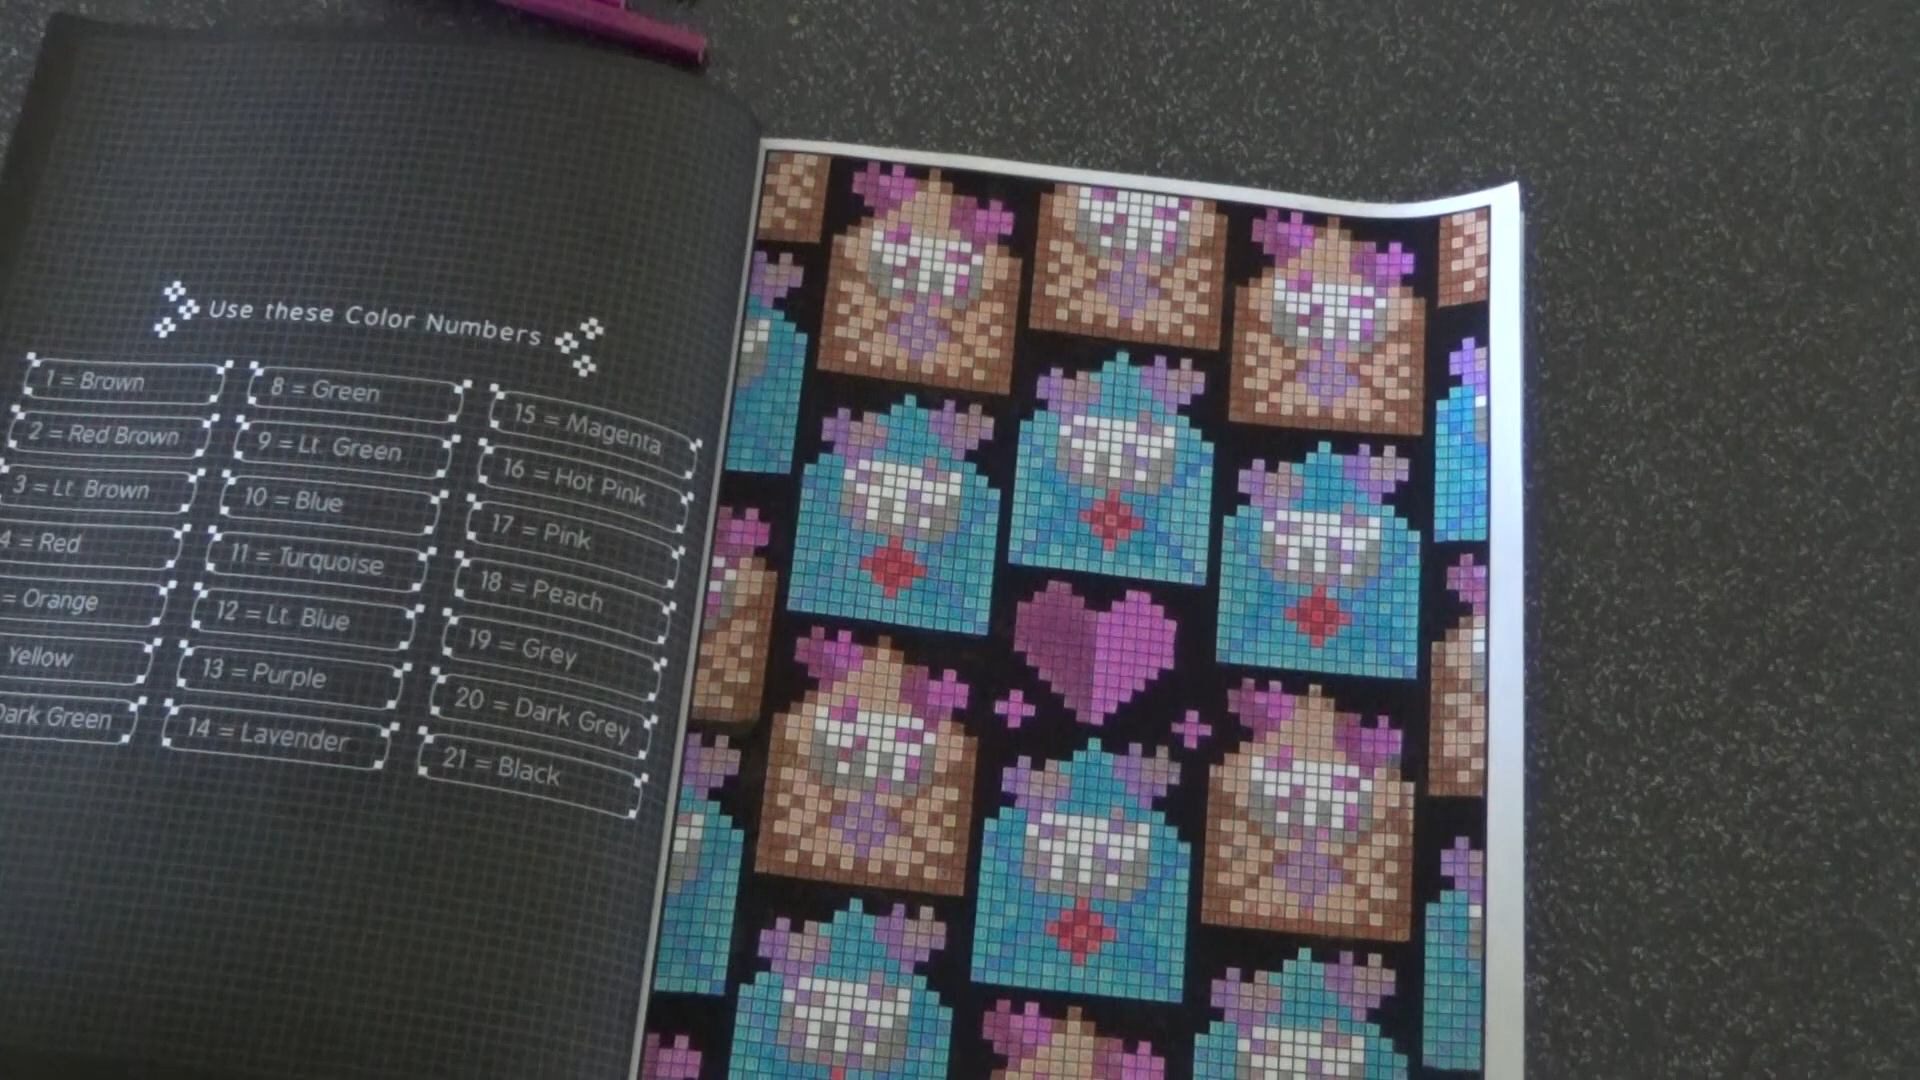 Use these Color Numbers
1 = Brown
2 = Red Brown
3 = Lt. Brown
4 = Red
= Orange
Yellow
Dark Green
8 = Green
9 = Lt. Green
10 = Blue
11 = Turquoise
12 = Lt. Blue
13 = Purple
14 = Lavender
15 = Magenta
16 = Hot Pink
17 = Pink
18 = Peach
19 = Grey
20 = Dark Grey
21 = Black